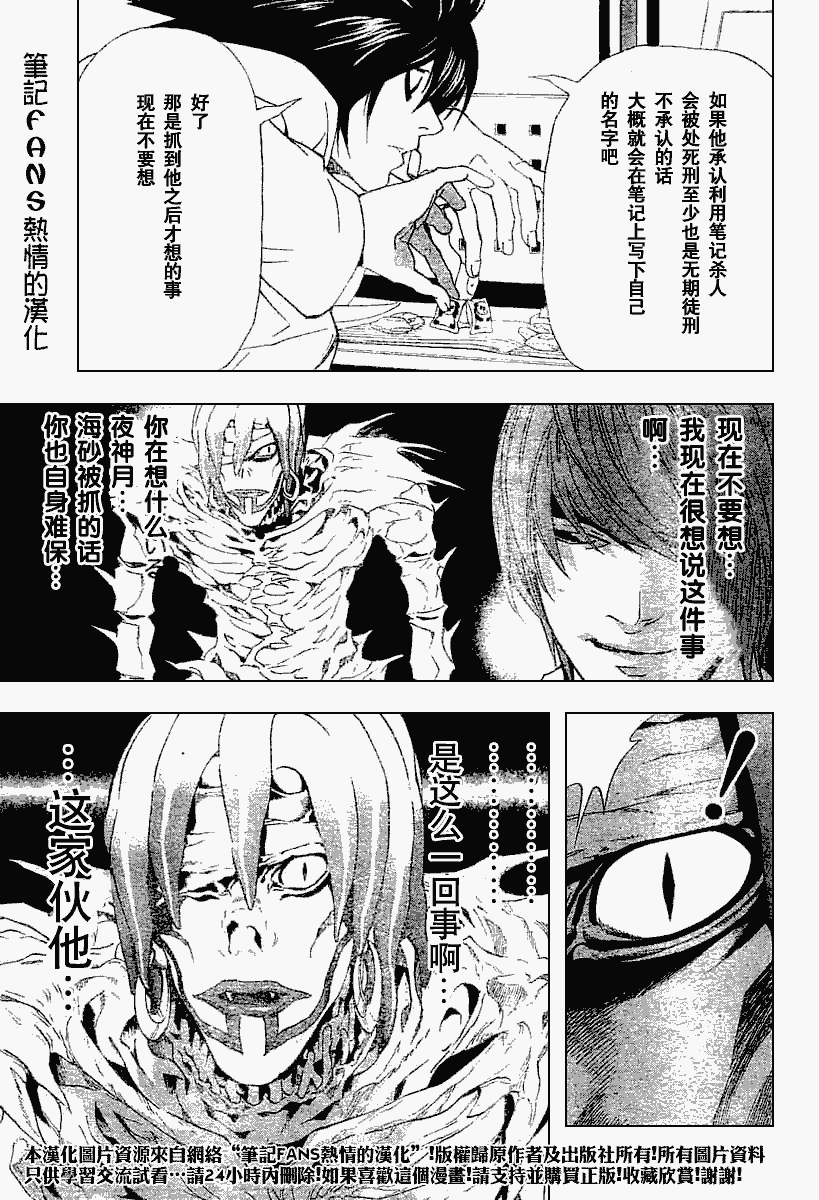 筆記FANS熱情的漢化
如果他承认利用笔记杀人
会被处死刑至少也是无期徒刑
不承认的话
大概就会在笔记上写下自己
的名字吧
好了
那是抓到他之后才想的事
现在不要想
现在不要想…
我现在很想说这件事
啊…
你在想什么
夜神月…
海砂被抓的话
你也自身难保…
！
…………………
…………………
是这么一回事啊…
…这家伙他…
本漢化圖片資源來自網絡“筆記FANS熱情的漢化”!版權歸原作者及出版社所有!所有圖片資料
只供學習交流試看…請24小時內刪除!如果喜歡這個漫畫!請支持並購買正版!收藏欣賞!謝謝!